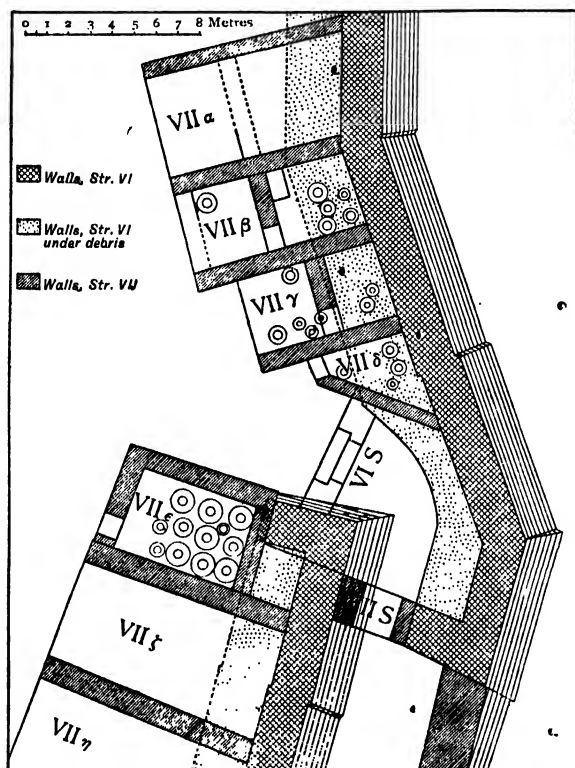 0 1 2 3 4 5 6 7 8 Metres
VII α
Walls, Str. VI
VII β
Walls, Str. VI
under debris
Walls, Str. VII
VII γ
VII δ
VI S
VII ε
VII S
VII ζ
VII η